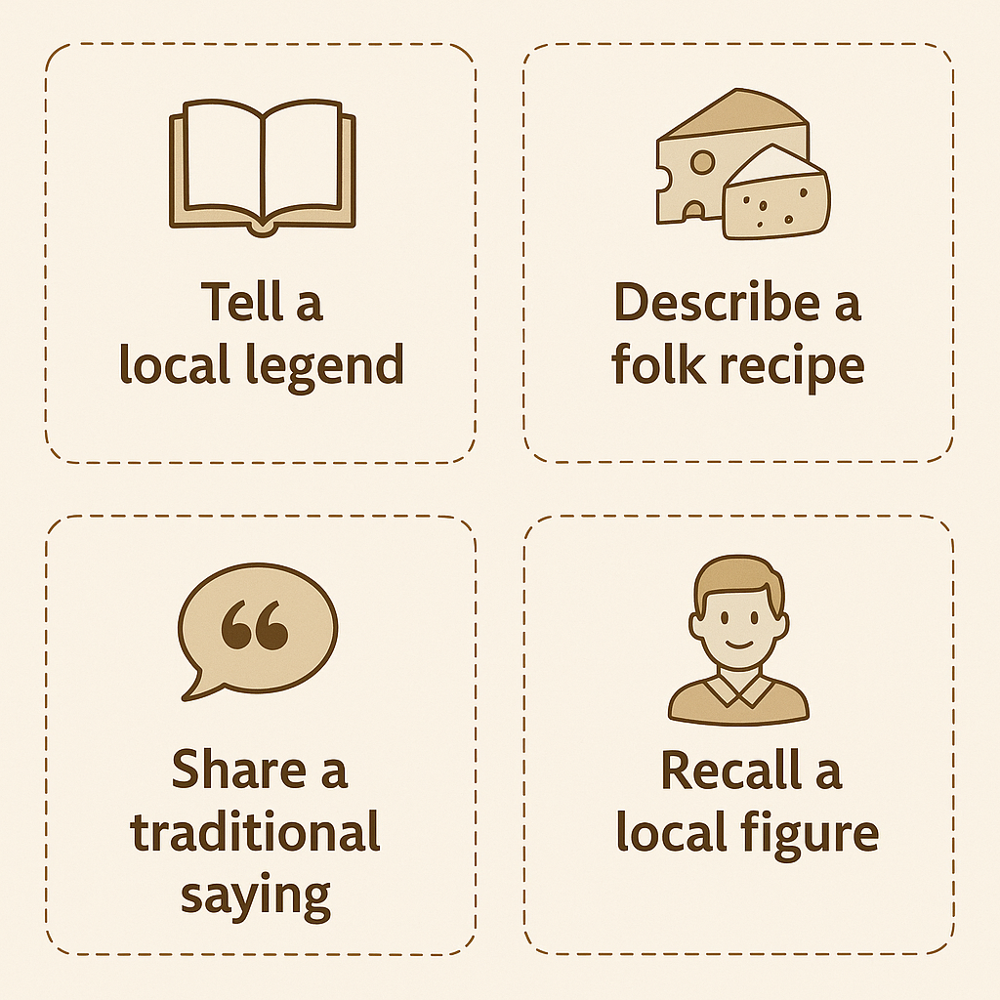 Tell a
local legend
Describe a
folk recipe
“
Share a
traditional
saying
Recall a
local figure